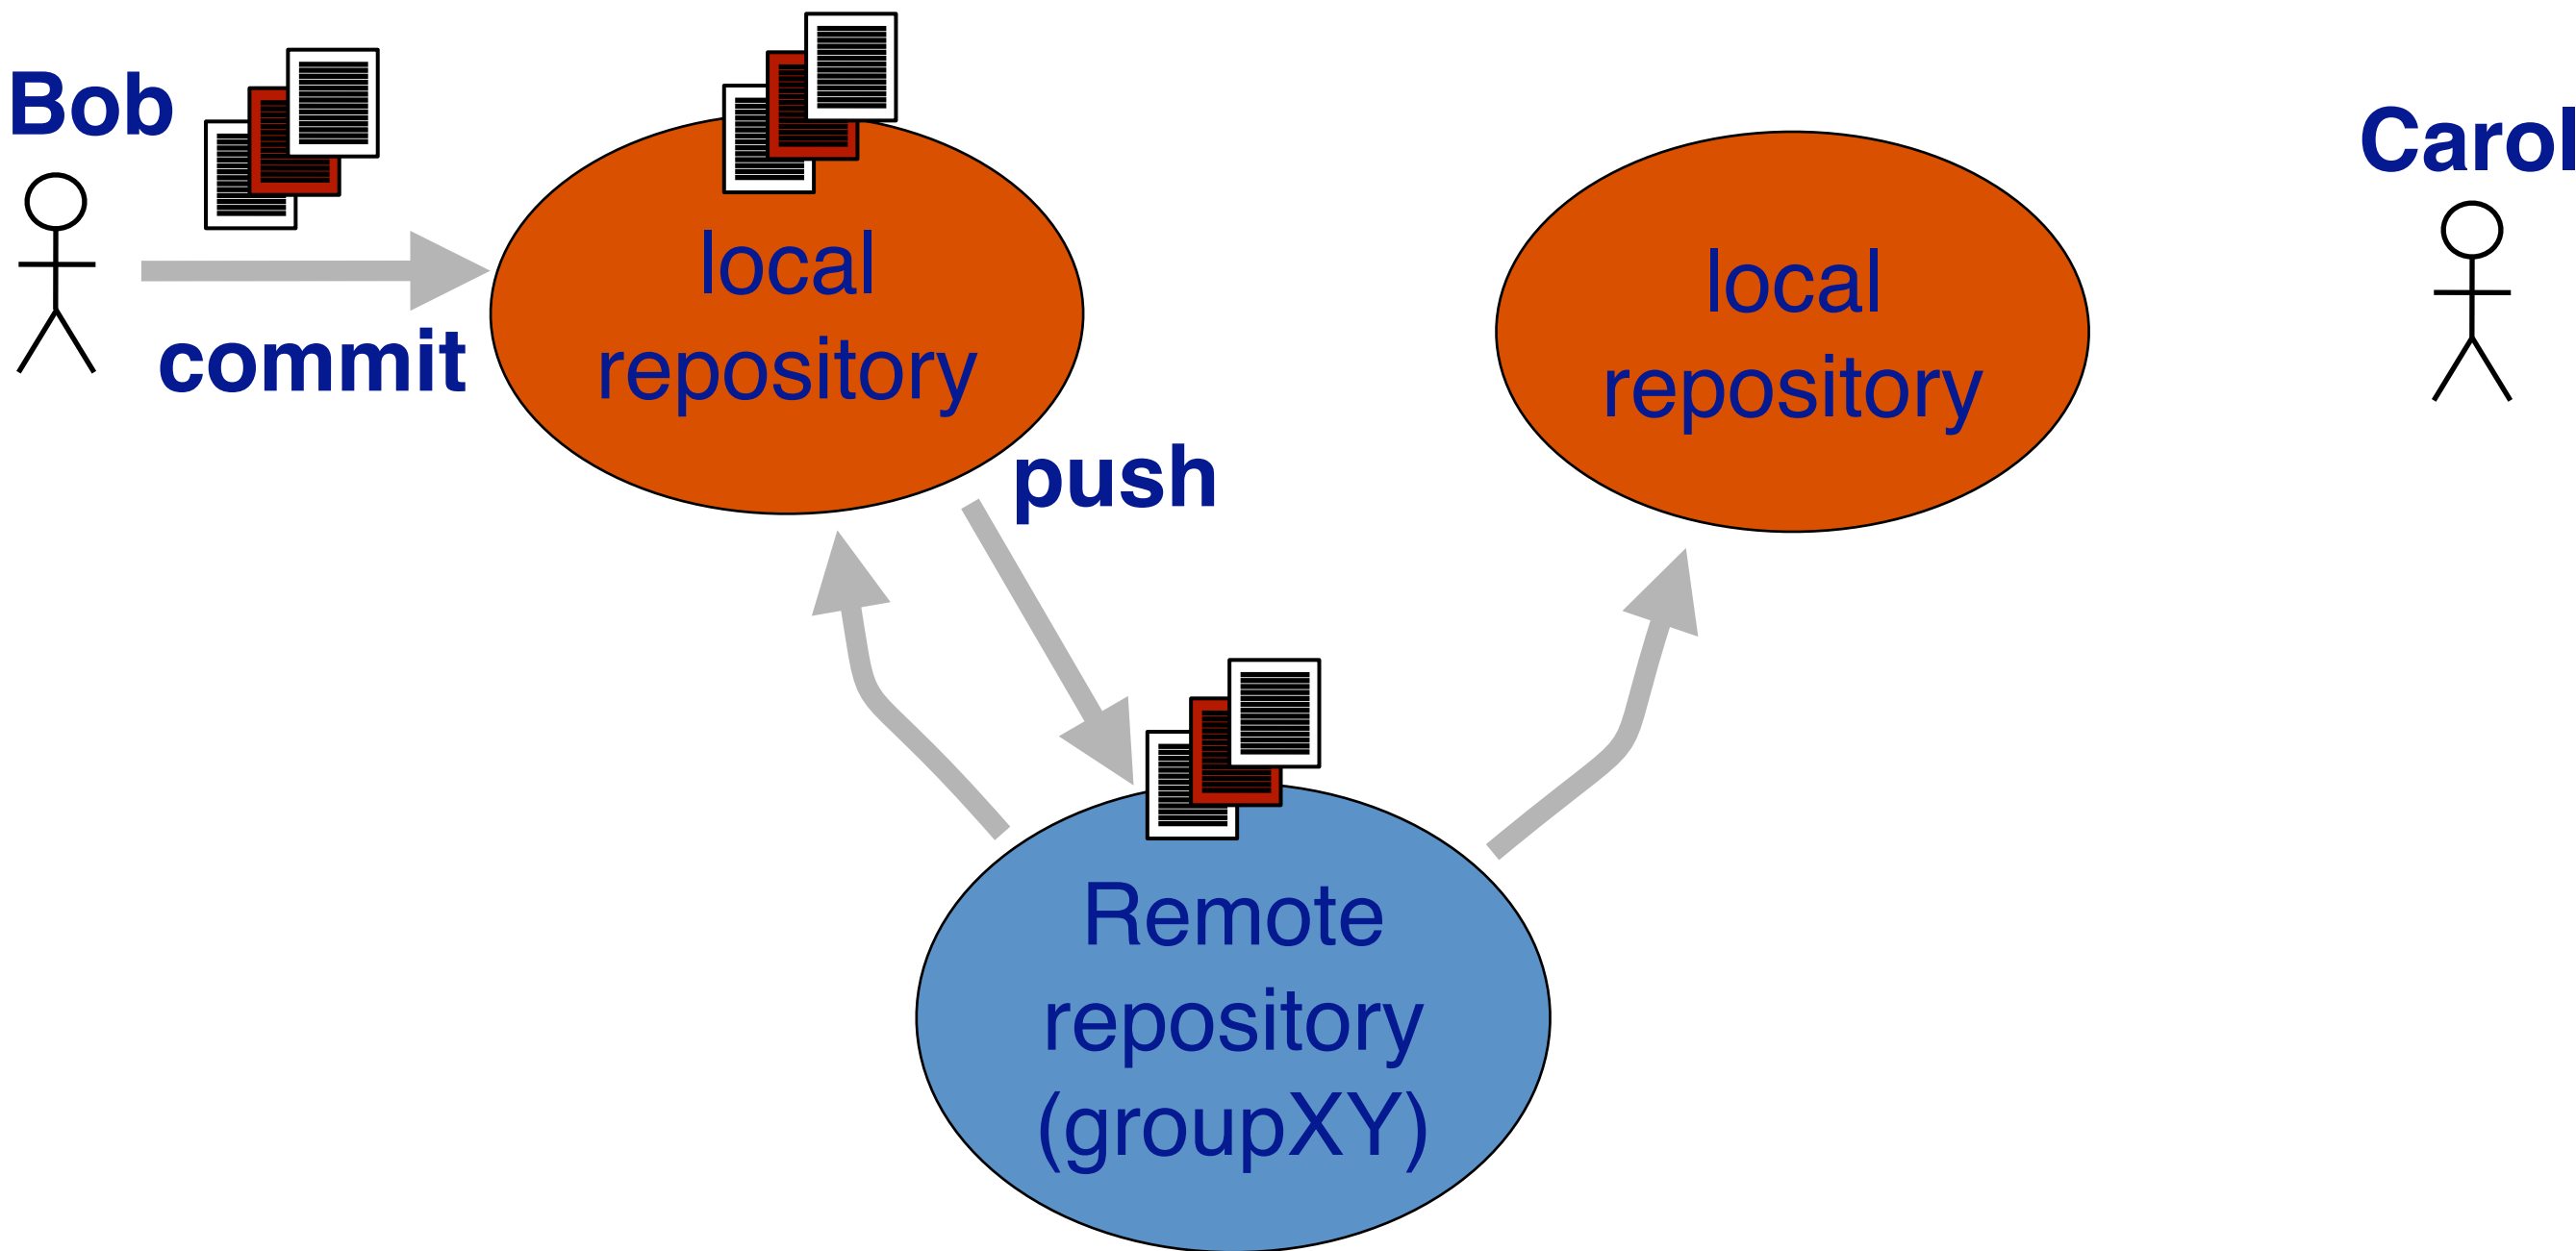 Bob
commit
local
repository
push
local
repository
Carol
Remote
repository
(groupXY)